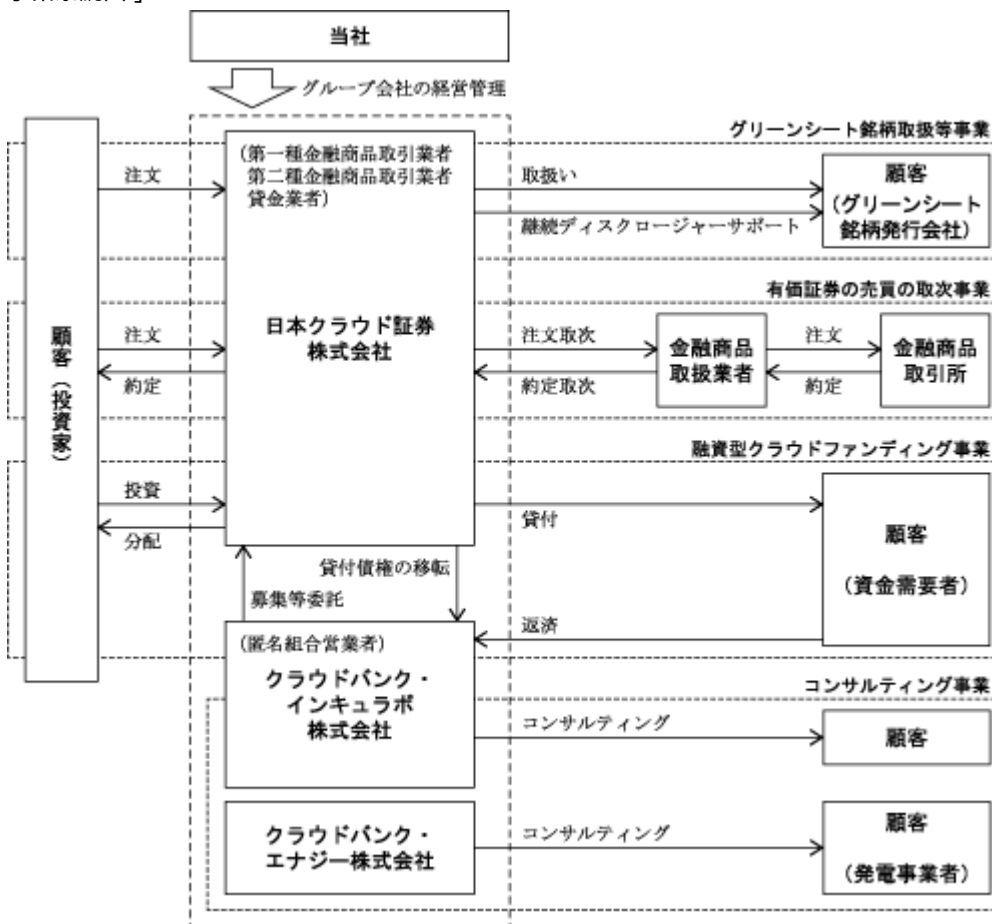 当社
グループ会社の経営管理
グリーンシート銘柄取扱等事業
(第一種金融商品取引業者
第二種金融商品取引業者
貸金業者)
注文
取扱い
継続ディスクロージャーサポート
顧客
(グリーンシート
銘柄発行会社)
有価証券の売買の取次事業
顧客(投資家)
日本クラウド証券
株式会社
注文
約定
注文取次
約定取次
金融商品
取扱業者
注文
約定
金融商品
取引所
融資型クラウドファンディング事業
投資
分配
貸付
顧客
(資金需要者)
貸付債権の移転
募集等委託
返済
(匿名組合営業者)
クラウドバンク・
インキュラボ
株式会社
コンサルティング事業
コンサルティング
顧客
クラウドバンク・
エナジー株式会社
コンサルティング
顧客
(発電事業者)